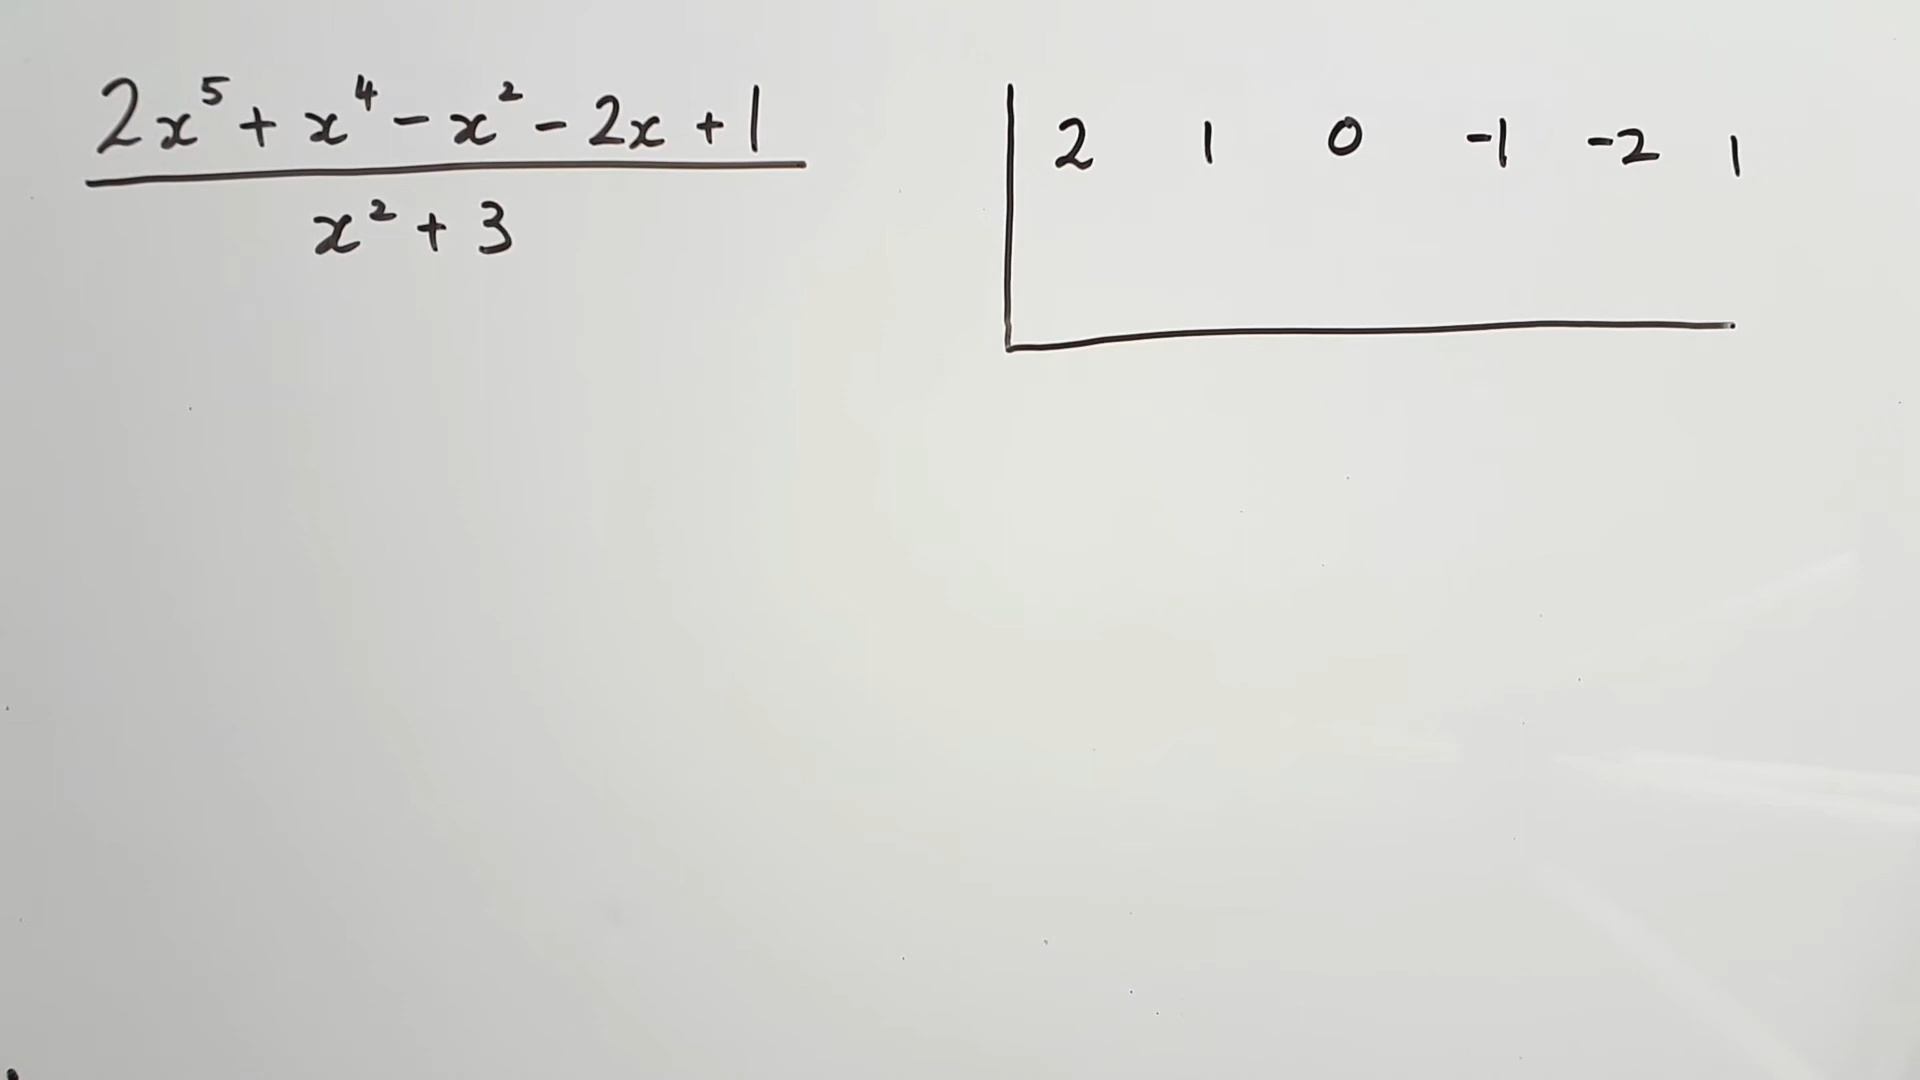 2x⁵ + x⁴ - x² - 2x + 1
x² + 3
2 1 0 -1 -2 1